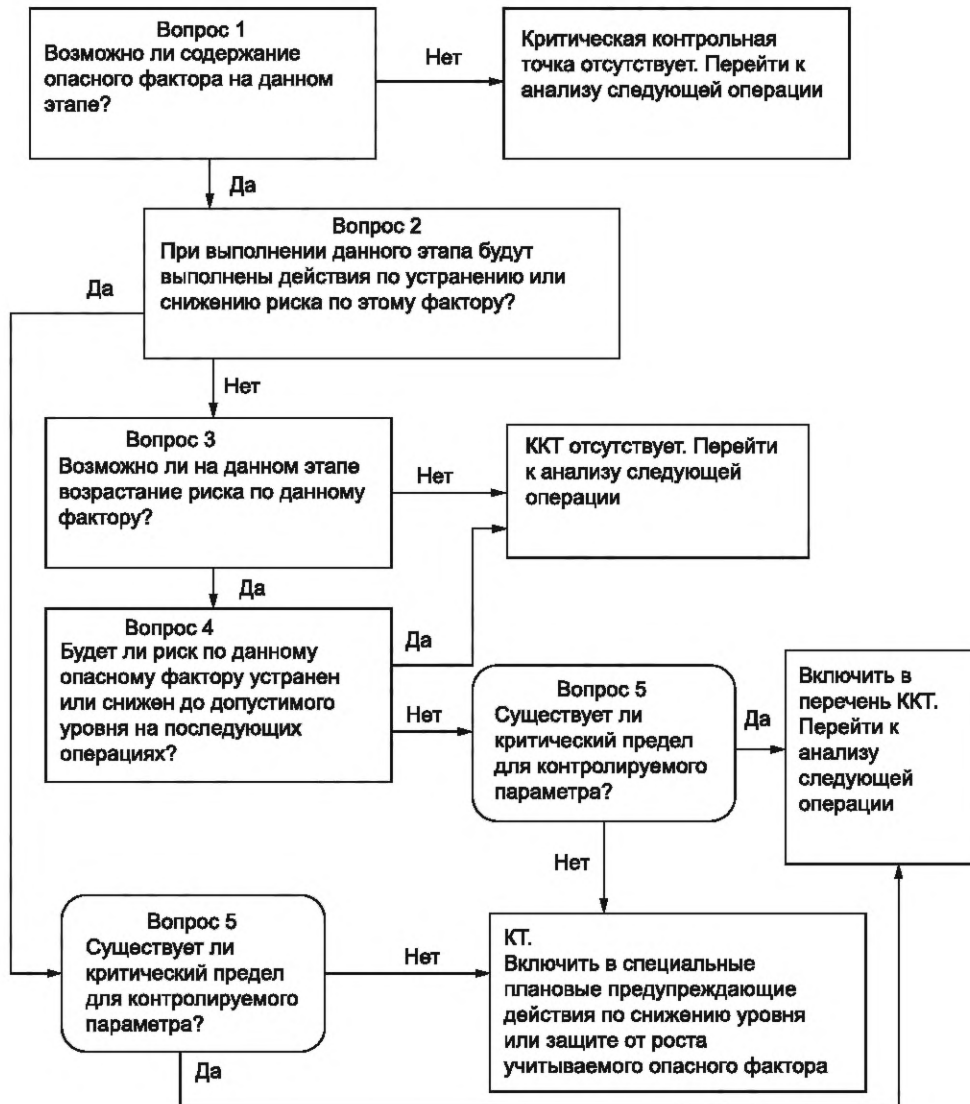 Вопрос 1
Возможно ли содержание
опасного фактора на данном
этапе?
Нет
Критическая контрольная
точка отсутствует. Перейти к
анализу следующей операции
Да
Вопрос 2
При выполнении данного этапа будут
выполнены действия по устранению или
снижению риска по этому фактору?
Да
Нет
Вопрос 3
Возможно ли на данном этапе
возрастание риска по данному
фактору?
Нет
ККТ отсутствует. Перейти
к анализу следующей
операции
Да
Вопрос 4
Будет ли риск по данному
опасному фактору устранен
или снижен до допустимого
уровня на последующих
операциях?
Да
Нет
Вопрос 5
Существует ли
критический предел
для контролируемого
параметра?
Да
Включить в
перечень ККТ.
Перейти к
анализу
следующей
операции
Нет
Вопрос 5
Существует ли
критический предел
для контролируемого
параметра?
Нет
КТ.
Включить в специальные
плановые предупреждающие
действия по снижению уровня
или защите от роста
учитываемого опасного фактора
Да